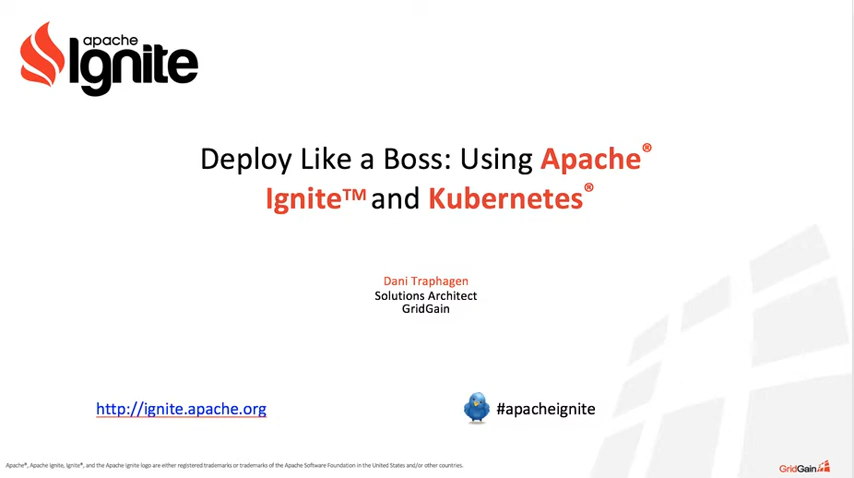 apache
Ignite
Deploy Like a Boss: Using Apache®
Ignite™ and Kubernetes®
Dani Traphagen
Solutions Architect
GridGain
http://ignite.apache.org
#apacheignite
Apache®, Apache Ignite, Ignite®, and the Apache Ignite logo are either registered trademarks or trademarks of the Apache Software Foundation in the United States and/or other countries.
GridGain